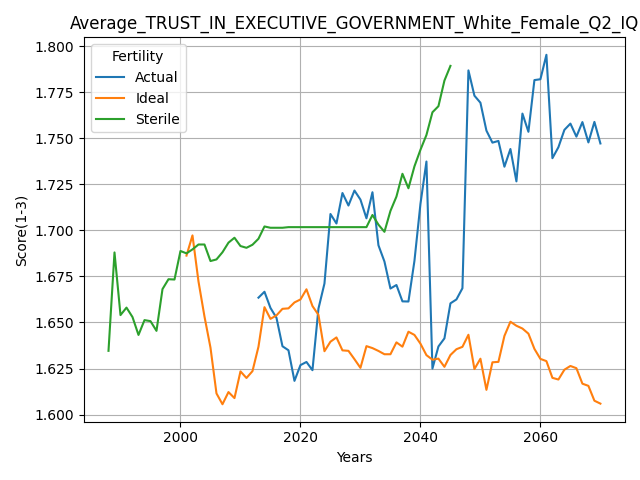 Average_TRUST_IN_EXECUTIVE_GOVERNMENT_White_Female_Q2_IQ
1.800
1.775
1.750
1.725
1.700
1.675
1.650
1.625
1.600
Score(1-3)
Fertility
Actual
Ideal
Sterile
2000
2020
2040
2060
Years